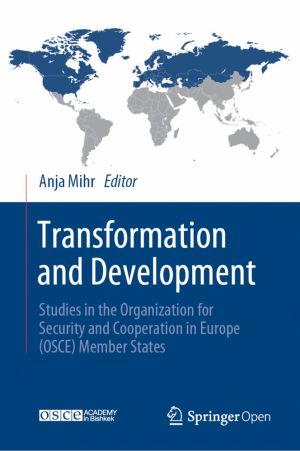 Anja Mihr Editor
Transformation
and Development
Studies in the Organization for
Security and Cooperation in Europe
(OSCE) Member States
osce ACADEMY
in Bishkek
Springer Open